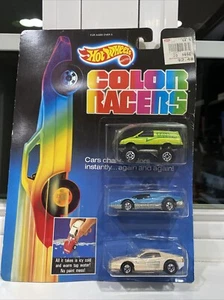 Hot Wheels
COLOR
RACERS
Cars change colors
instantly...again and again!
All it takes is icy cold
and warm tap water!
No paint mess!